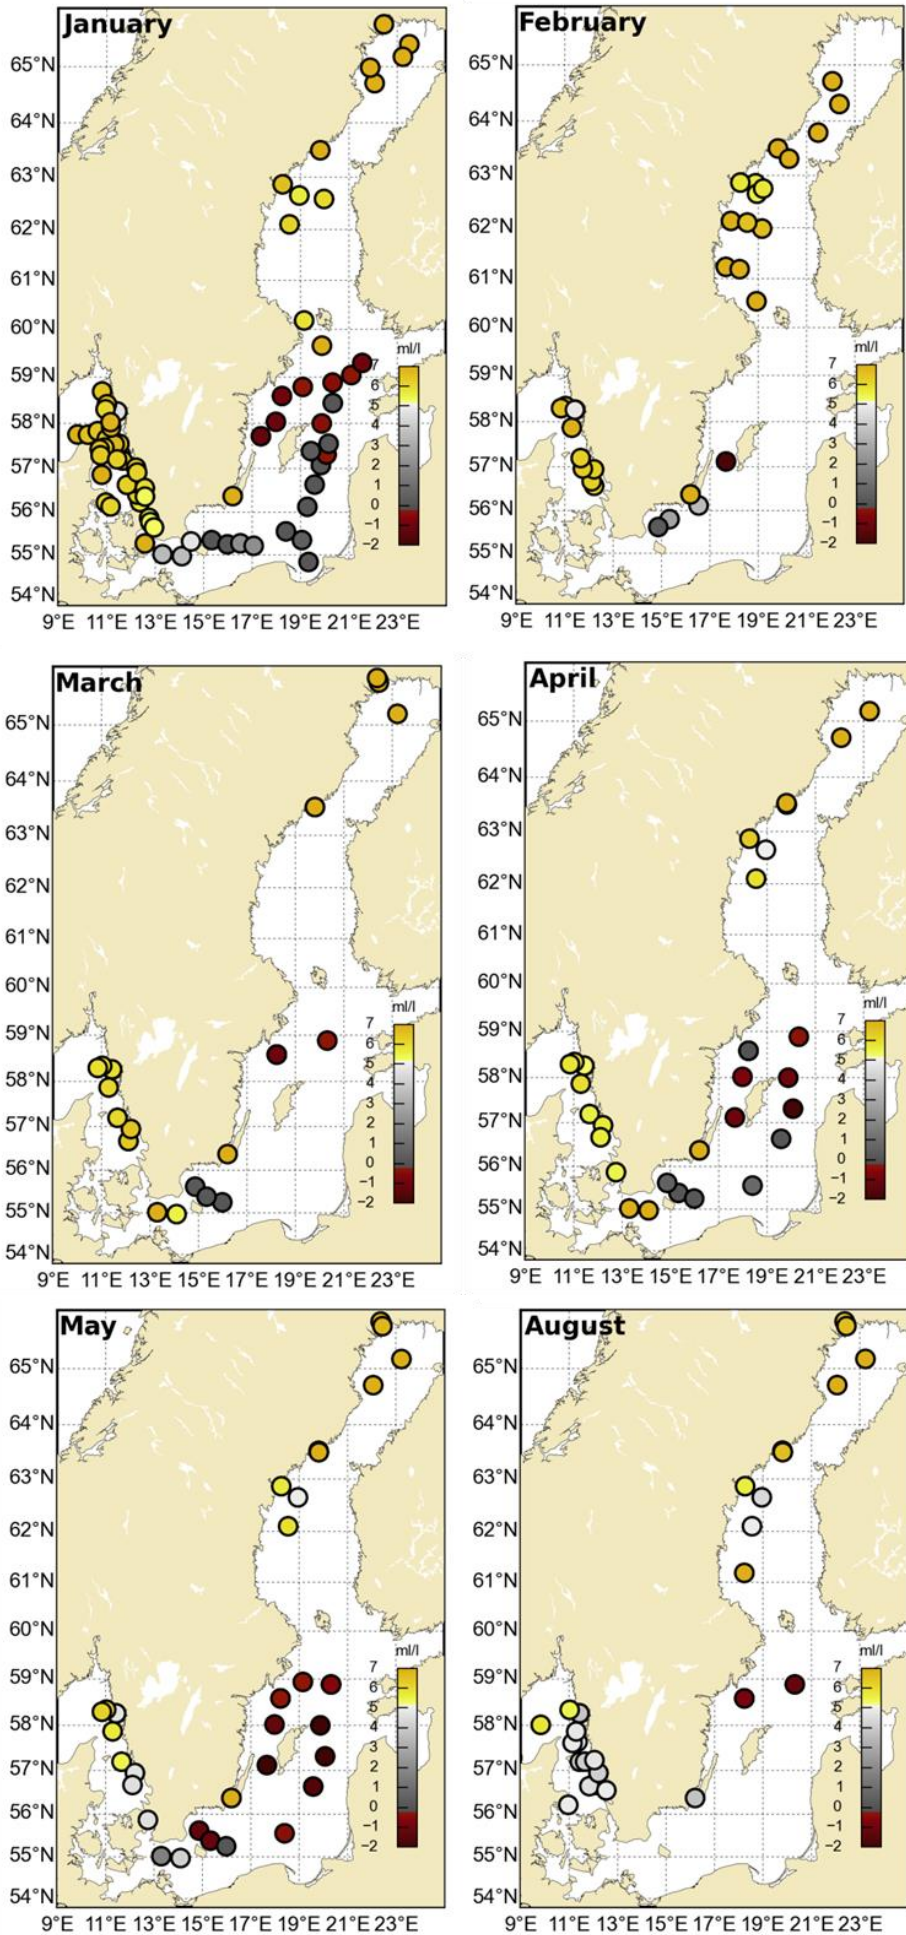 January
65°N
64°N
63°N
62°N
61°N
60°N
59°N
58°N
57°N
56°N
55°N
54°N
9°E 11°E 13°E 15°E 17°E 19°E 21°E 23°E
ml/l
7
6
5
4
3
2
1
0
−1
−2
February
65°N
64°N
63°N
62°N
61°N
60°N
59°N
58°N
57°N
56°N
55°N
54°N
9°E 11°E 13°E 15°E 17°E 19°E 21°E 23°E
ml/l
7
6
5
4
3
2
1
0
−1
−2
March
65°N
64°N
63°N
62°N
61°N
60°N
59°N
58°N
57°N
56°N
55°N
54°N
9°E 11°E 13°E 15°E 17°E 19°E 21°E 23°E
ml/l
7
6
5
4
3
2
1
0
−1
−2
April
65°N
64°N
63°N
62°N
61°N
60°N
59°N
58°N
57°N
56°N
55°N
54°N
9°E 11°E 13°E 15°E 17°E 19°E 21°E 23°E
ml/l
7
6
5
4
3
2
1
0
−1
−2
May
65°N
64°N
63°N
62°N
61°N
60°N
59°N
58°N
57°N
56°N
55°N
54°N
9°E 11°E 13°E 15°E 17°E 19°E 21°E 23°E
ml/l
7
6
5
4
3
2
1
0
−1
−2
August
65°N
64°N
63°N
62°N
61°N
60°N
59°N
58°N
57°N
56°N
55°N
54°N
9°E 11°E 13°E 15°E 17°E 19°E 21°E 23°E
ml/l
7
6
5
4
3
2
1
0
−1
−2